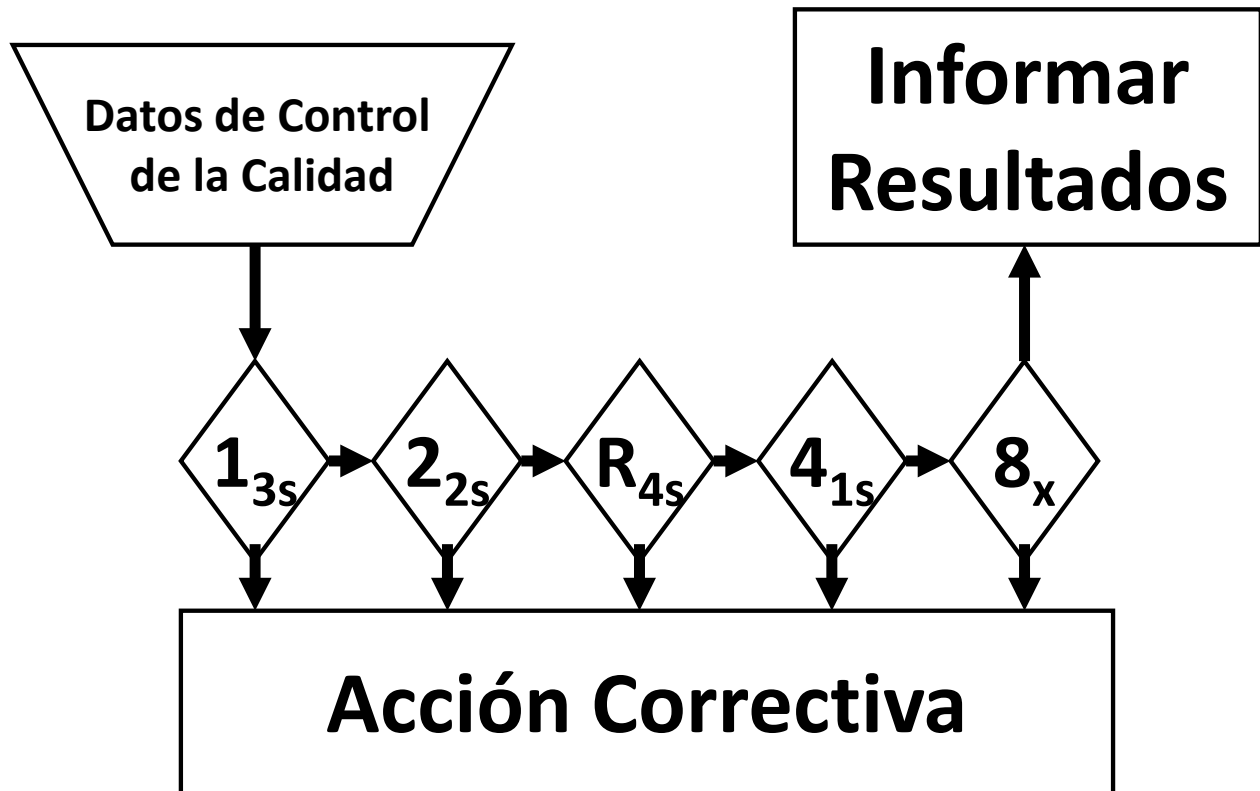 Datos de Control
de la Calidad
Informar
Resultados
1₃ₛ
2₂ₛ
R₄ₛ
4₁ₛ
8ₓ
Acción Correctiva